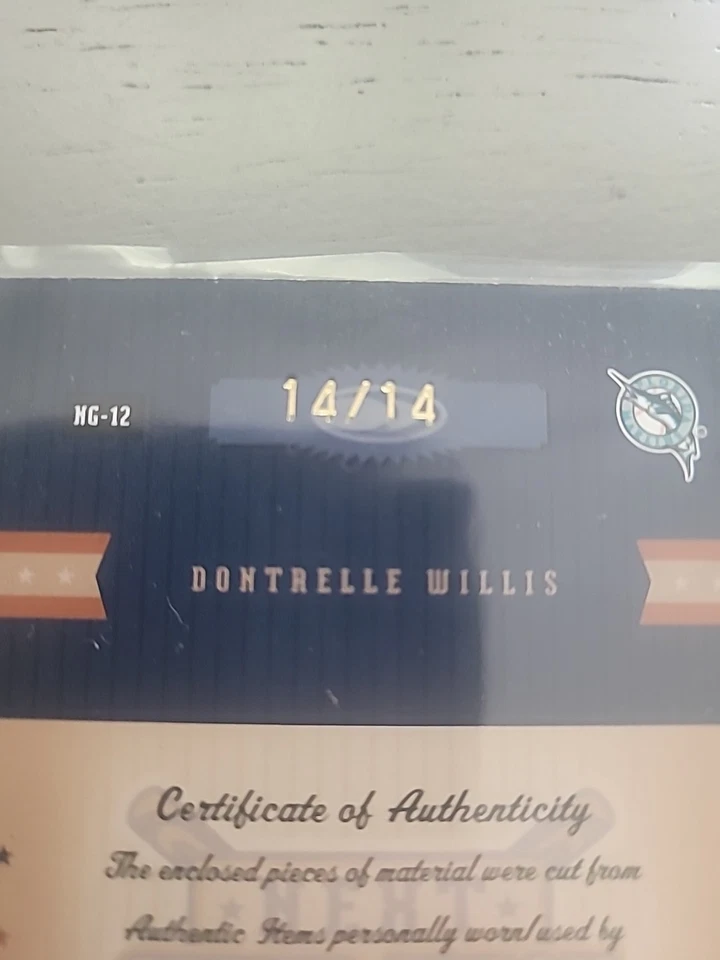 14/14
NG-12
DONTRELLE WILLIS
Certificate of Authenticity
The enclosed pieces of material were cut from
NEXT
Authentic Items personally worn/used by